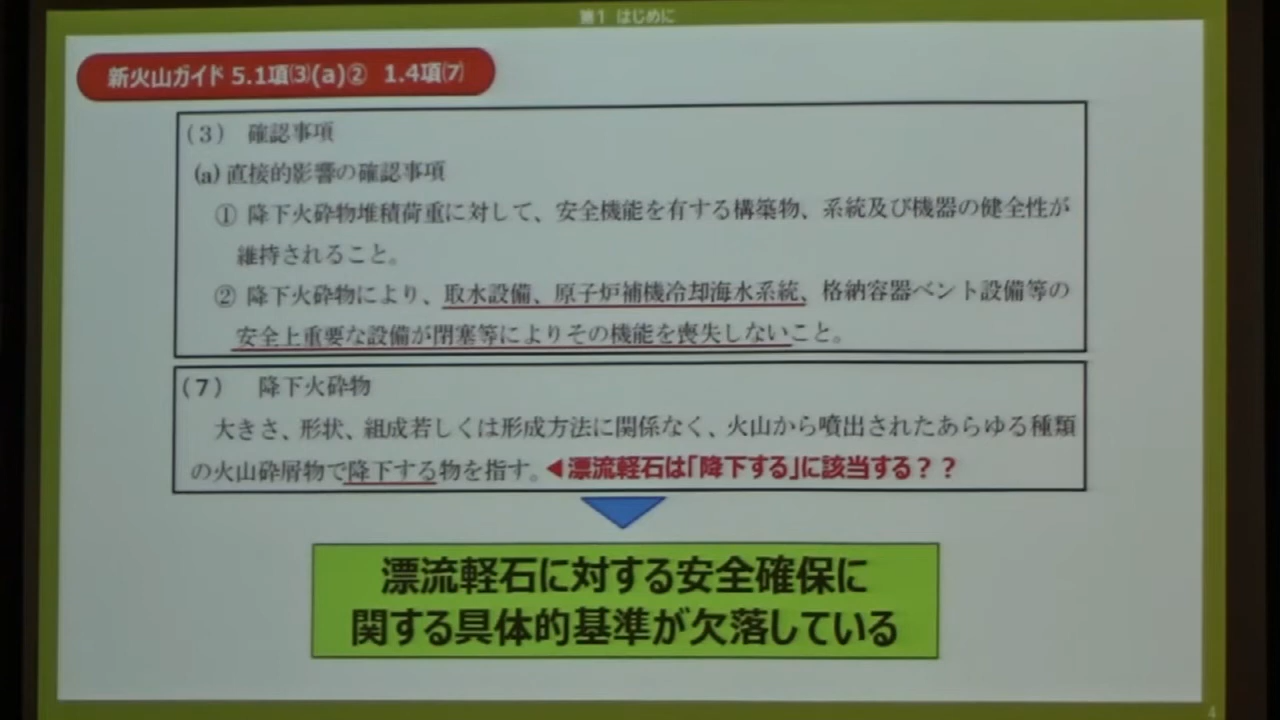 第1 はじめに
新火山ガイド 5.1項⑶(a)② 1.4項⑺
(3) 確認事項
(a) 直接的影響の確認事項
① 降下火砕物堆積荷重に対して、安全機能を有する構築物、系統及び機器の健全性が
維持されること。
② 降下火砕物により、取水設備、原子炉補機冷却海水系統、格納容器ベント設備等の
安全上重要な設備が閉塞等によりその機能を喪失しないこと。
(7) 降下火砕物
大きさ、形状、組成若しくは形成方法に関係なく、火山から噴出されたあらゆる種類
の火山砕屑物で降下する物を指す。◀漂流軽石は「降下する」に該当する？？
漂流軽石に対する安全確保に
関する具体的基準が欠落している
4